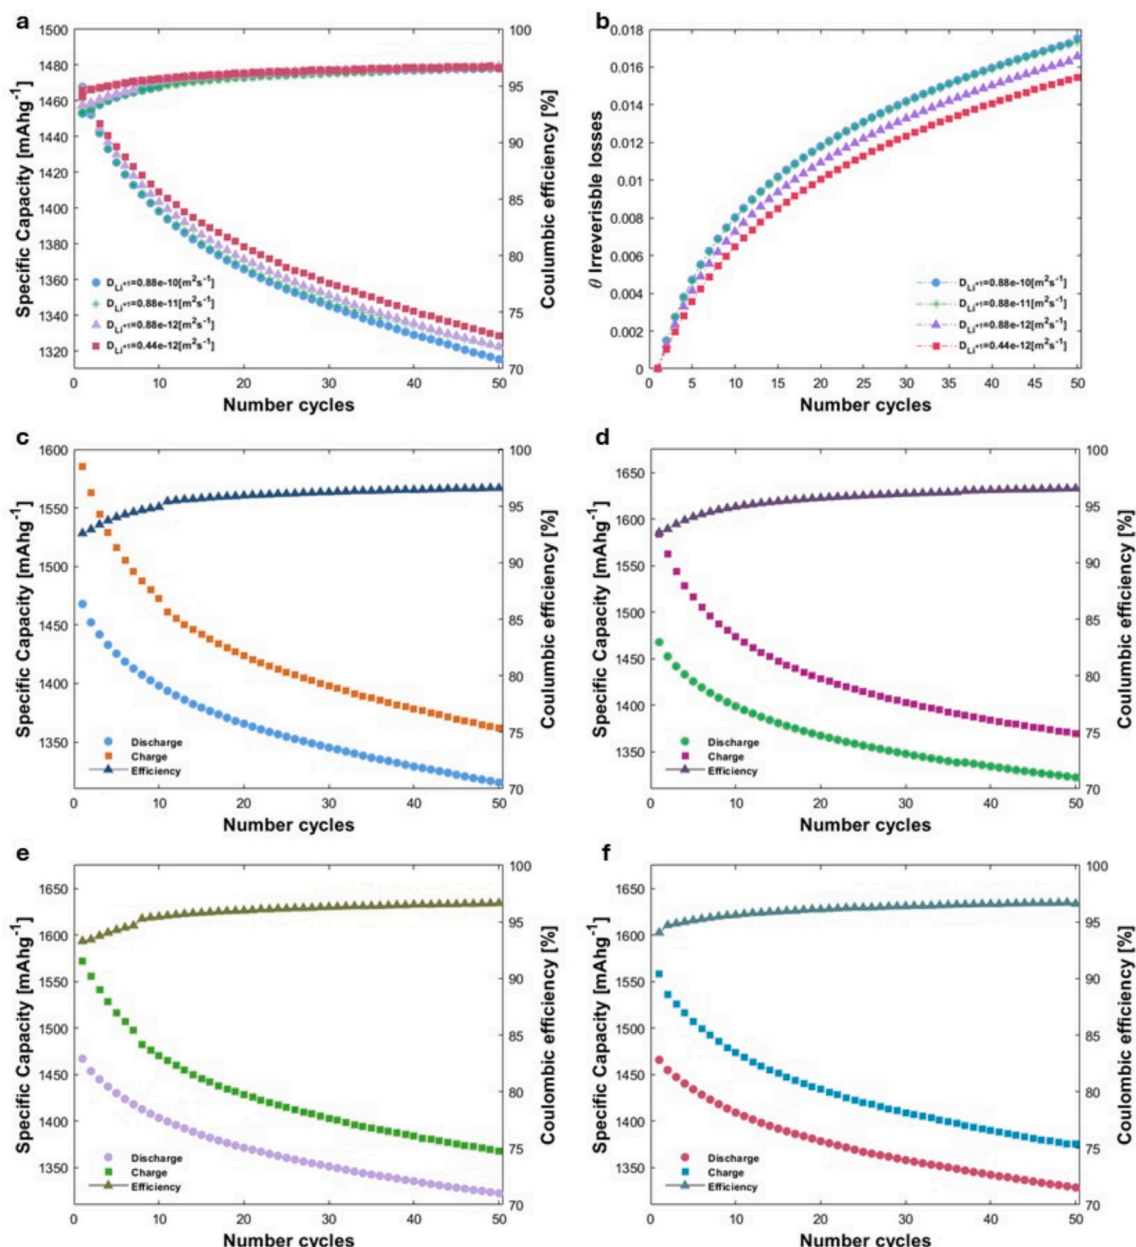 a
Specific Capacity [mAhg⁻¹]
1500
1480
1460
1440
1420
1400
1380
1360
1340
1320
D_Li⁺¹=0.88e-10[m²s⁻¹]
D_Li⁺¹=0.88e-11[m²s⁻¹]
D_Li⁺¹=0.88e-12[m²s⁻¹]
D_Li⁺¹=0.44e-12[m²s⁻¹]
100
95
90
85
80
75
70
Coulumbic efficiency [%]
0 10 20 30 40 50
Number cycles
b
θ Irreverisble losses
0.018
0.016
0.014
0.012
0.01
0.008
0.006
0.004
0.002
0
D_Li⁺¹=0.88e-10[m²s⁻¹]
D_Li⁺¹=0.88e-11[m²s⁻¹]
D_Li⁺¹=0.88e-12[m²s⁻¹]
D_Li⁺¹=0.44e-12[m²s⁻¹]
5 10 15 20 25 30 35 40 45 50
Number cycles
c
Specific Capacity [mAhg⁻¹]
1600
1550
1500
1450
1400
1350
Discharge
Charge
Efficiency
100
95
90
85
80
75
70
Coulumbic efficiency [%]
0 10 20 30 40 50
Number cycles
d
Specific Capacity [mAhg⁻¹]
1650
1600
1550
1500
1450
1400
1350
Discharge
Charge
Efficiency
100
95
90
85
80
75
70
Coulumbic efficiency [%]
0 10 20 30 40 50
Number cycles
e
Specific Capacity [mAhg⁻¹]
1650
1600
1550
1500
1450
1400
1350
Discharge
Charge
Efficiency
100
95
90
85
80
75
70
Coulombic efficiency [%]
0 10 20 30 40 50
Number cycles
f
Specific Capacity [mAhg⁻¹]
1650
1600
1550
1500
1450
1400
1350
Discharge
Charge
Efficiency
100
95
90
85
80
75
70
Coulumbic efficiency [%]
0 10 20 30 40 50
Number cycles